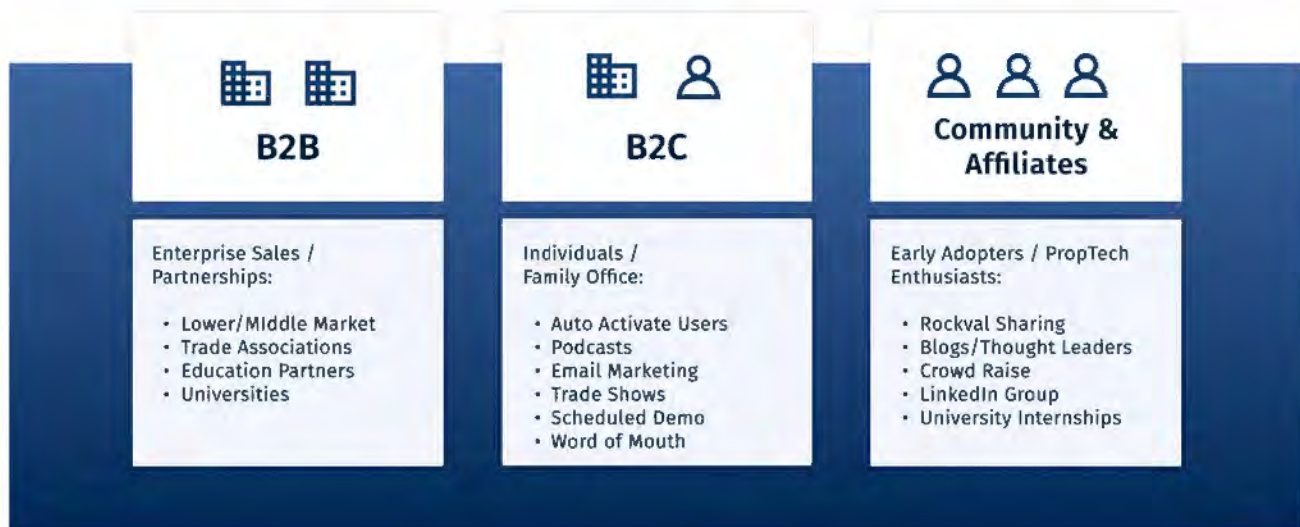 B2B
Enterprise Sales /
Partnerships:
• Lower/MIddle Market
• Trade Associations
• Education Partners
• Universities
B2C
Individuals /
Family Office:
• Auto Activate Users
• Podcasts
• Email Marketing
• Trade Shows
• Scheduled Demo
• Word of Mouth
Community &
Affiliates
Early Adopters / PropTech
Enthusiasts:
• Rockval Sharing
• Blogs/Thought Leaders
• Crowd Raise
• LinkedIn Group
• University Internships